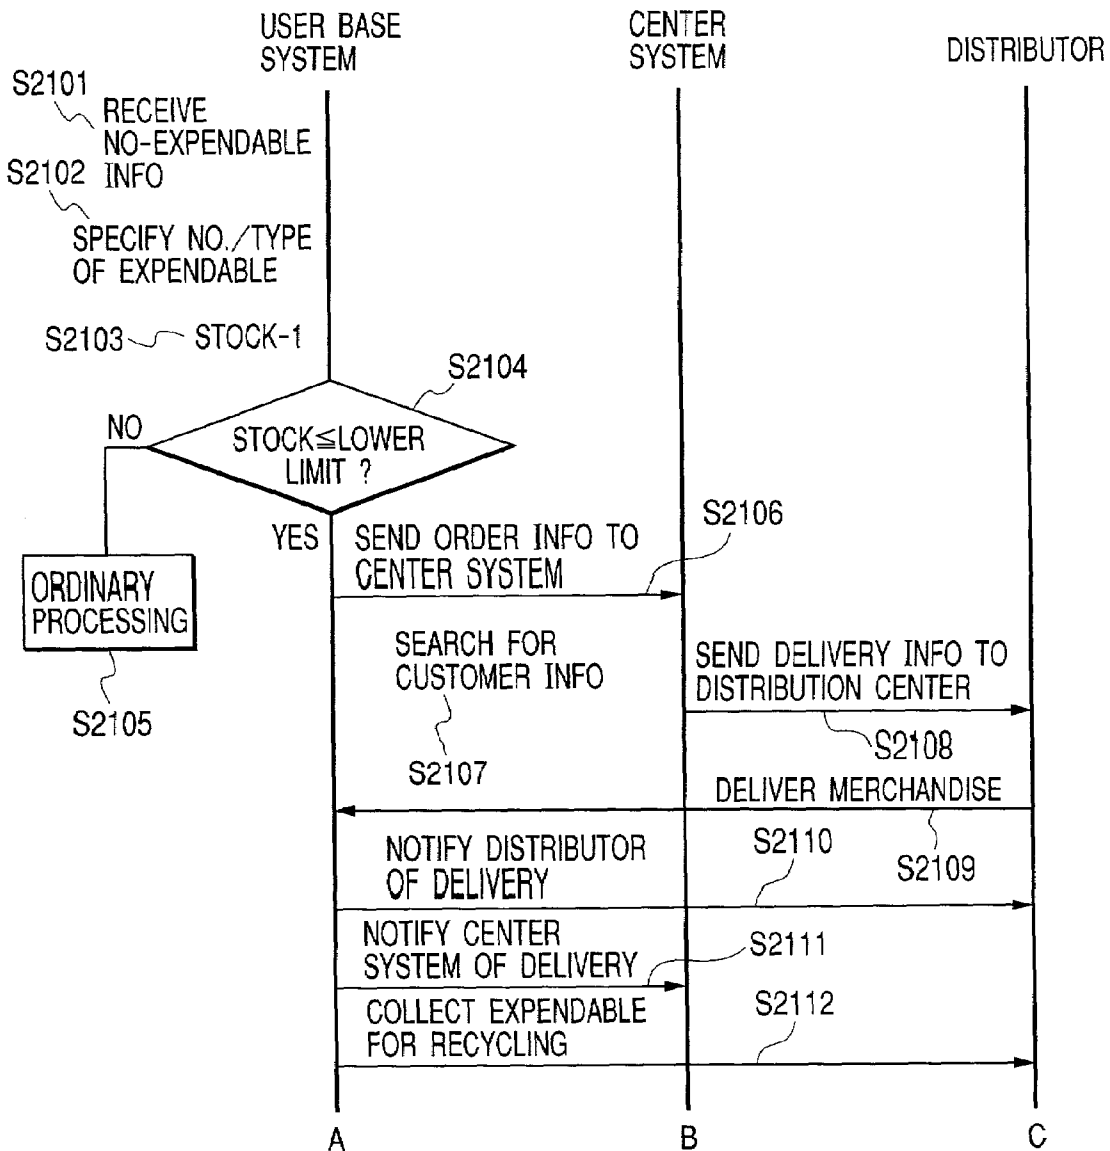 USER BASE
SYSTEM
CENTER
SYSTEM
DISTRIBUTOR
S2101
RECEIVE
NO-EXPENDABLE
INFO
S2102
SPECIFY NO./TYPE
OF EXPENDABLE
S2103
STOCK-1
S2104
NO
STOCK≦LOWER
LIMIT ?
YES
ORDINARY
PROCESSING
S2105
SEND ORDER INFO TO
CENTER SYSTEM
S2106
SEARCH FOR
CUSTOMER INFO
S2107
SEND DELIVERY INFO TO
DISTRIBUTION CENTER
S2108
DELIVER MERCHANDISE
S2109
NOTIFY DISTRIBUTOR
OF DELIVERY
S2110
NOTIFY CENTER
SYSTEM OF DELIVERY
S2111
COLLECT EXPENDABLE
FOR RECYCLING
S2112
A
B
C